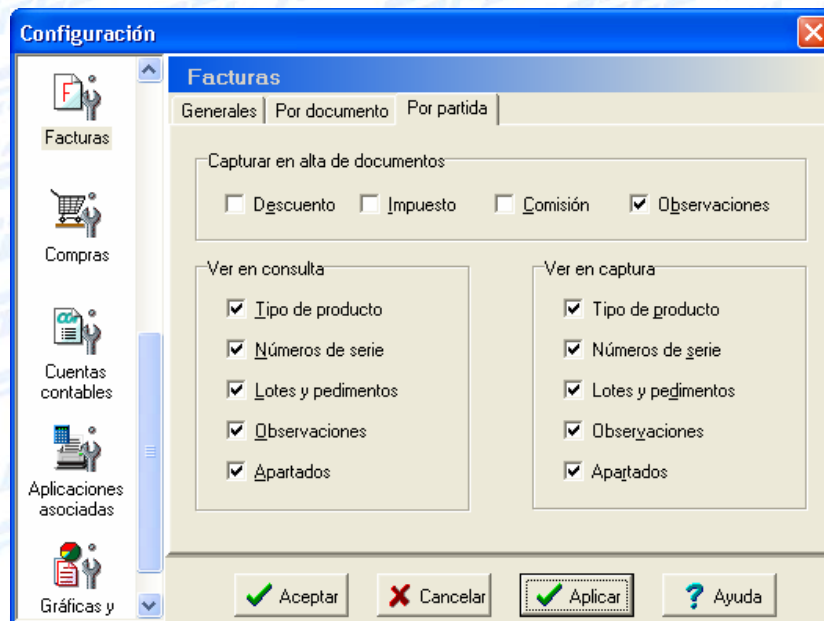 Configuración
Facturas
Compras
Cuentas
contables
Aplicaciones
asociadas
Gráficas y
Facturas
Generales
Por documento
Por partida
Capturar en alta de documentos
Descuento
Impuesto
Comisión
Observaciones
Ver en consulta
Tipo de producto
Números de serie
Lotes y pedimentos
Observaciones
Apartados
Ver en captura
Tipo de producto
Números de serie
Lotes y pedimentos
Observaciones
Apartados
Aceptar
Cancelar
Aplicar
Ayuda